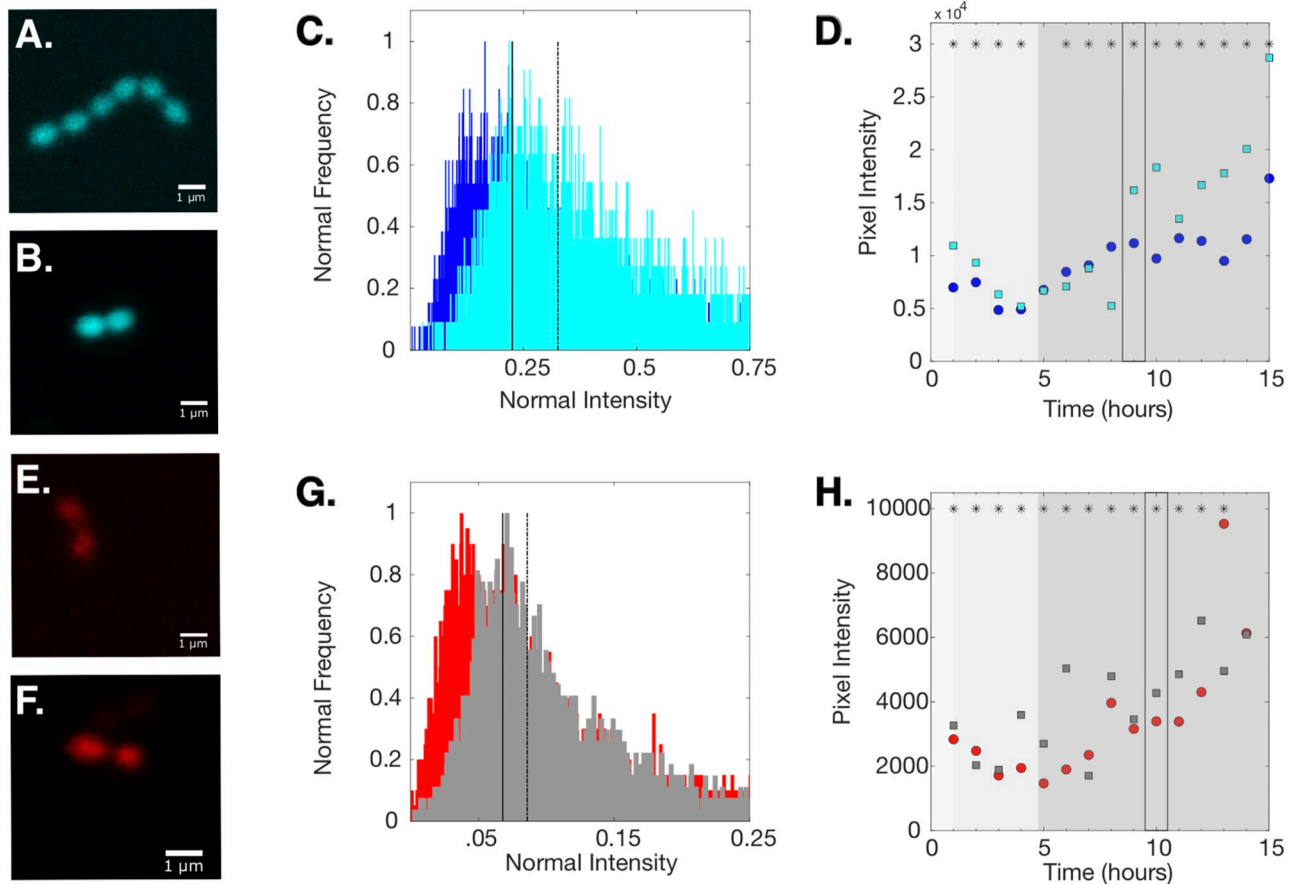 A.
1 µm
B.
1 µm
C.
Normal Frequency
1
0.8
0.6
0.4
0.2
0
0.25
0.5
0.75
Normal Intensity
D.
x 10⁴
Pixel Intensity
3
2.5
2
1.5
1
0.5
0
0
5
10
15
Time (hours)
E.
1 µm
F.
1 µm
G.
Normal Frequency
1
0.8
0.6
0.4
0.2
0
.05
0.15
0.25
Normal Intensity
H.
Pixel Intensity
10000
8000
6000
4000
2000
0
0
5
10
15
Time (hours)